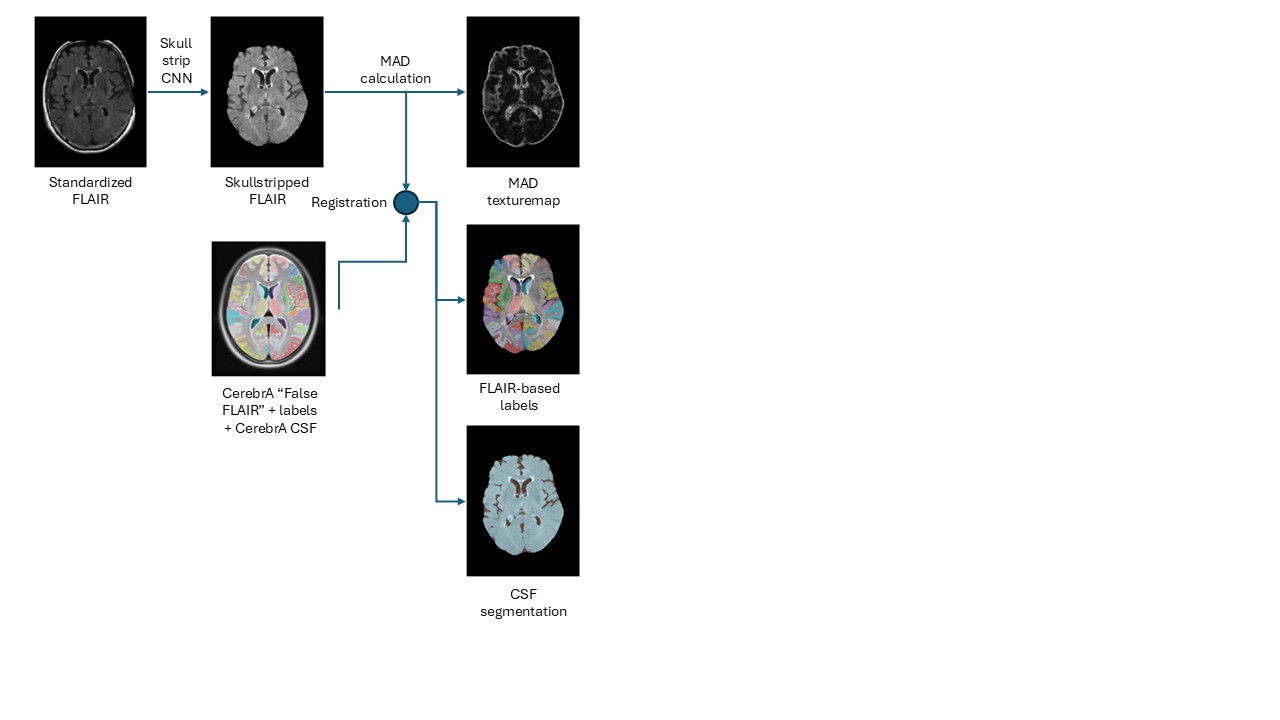 Skull
strip
CNN
MAD
calculation
Standardized
FLAIR
Skullstripped
FLAIR
Registration
MAD
texturemap
CerebrA “False
FLAIR” + labels
+ CerebrA CSF
FLAIR-based
labels
CSF
segmentation